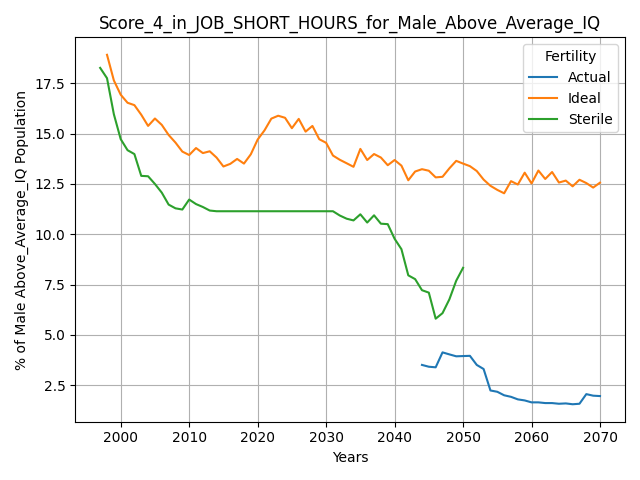 Score_4_in_JOB_SHORT_HOURS_for_Male_Above_Average_IQ
% of Male Above_Average_IQ Population
17.5
15.0
12.5
10.0
7.5
5.0
2.5
Fertility
Actual
Ideal
Sterile
2000 2010 2020 2030 2040 2050 2060 2070
Years